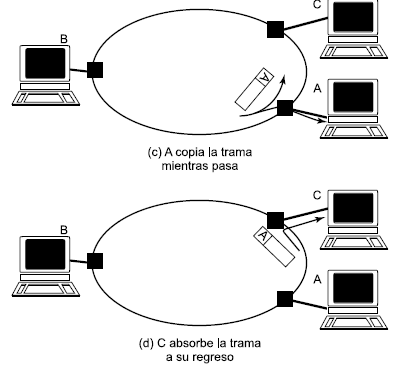 C
B
A
A
(c) A copia la trama
mientras pasa
C
B
A
A
(d) C absorbe la trama
a su regreso